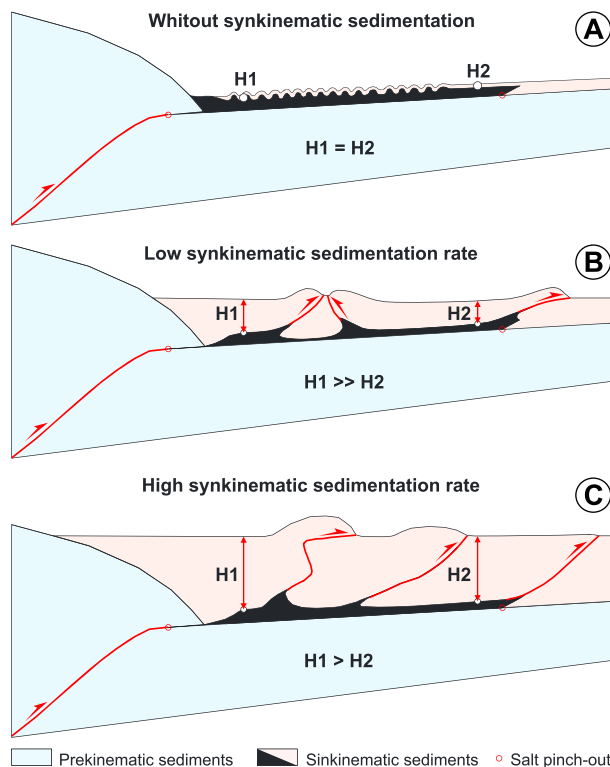 Whitout synkinematic sedimentation
A
H1
H2
H1 = H2
Low synkinematic sedimentation rate
B
H1
H2
H1 >> H2
High synkinematic sedimentation rate
C
H1
H2
H1 > H2
Prekinematic sediments
Sinkinematic sediments
Salt pinch-out